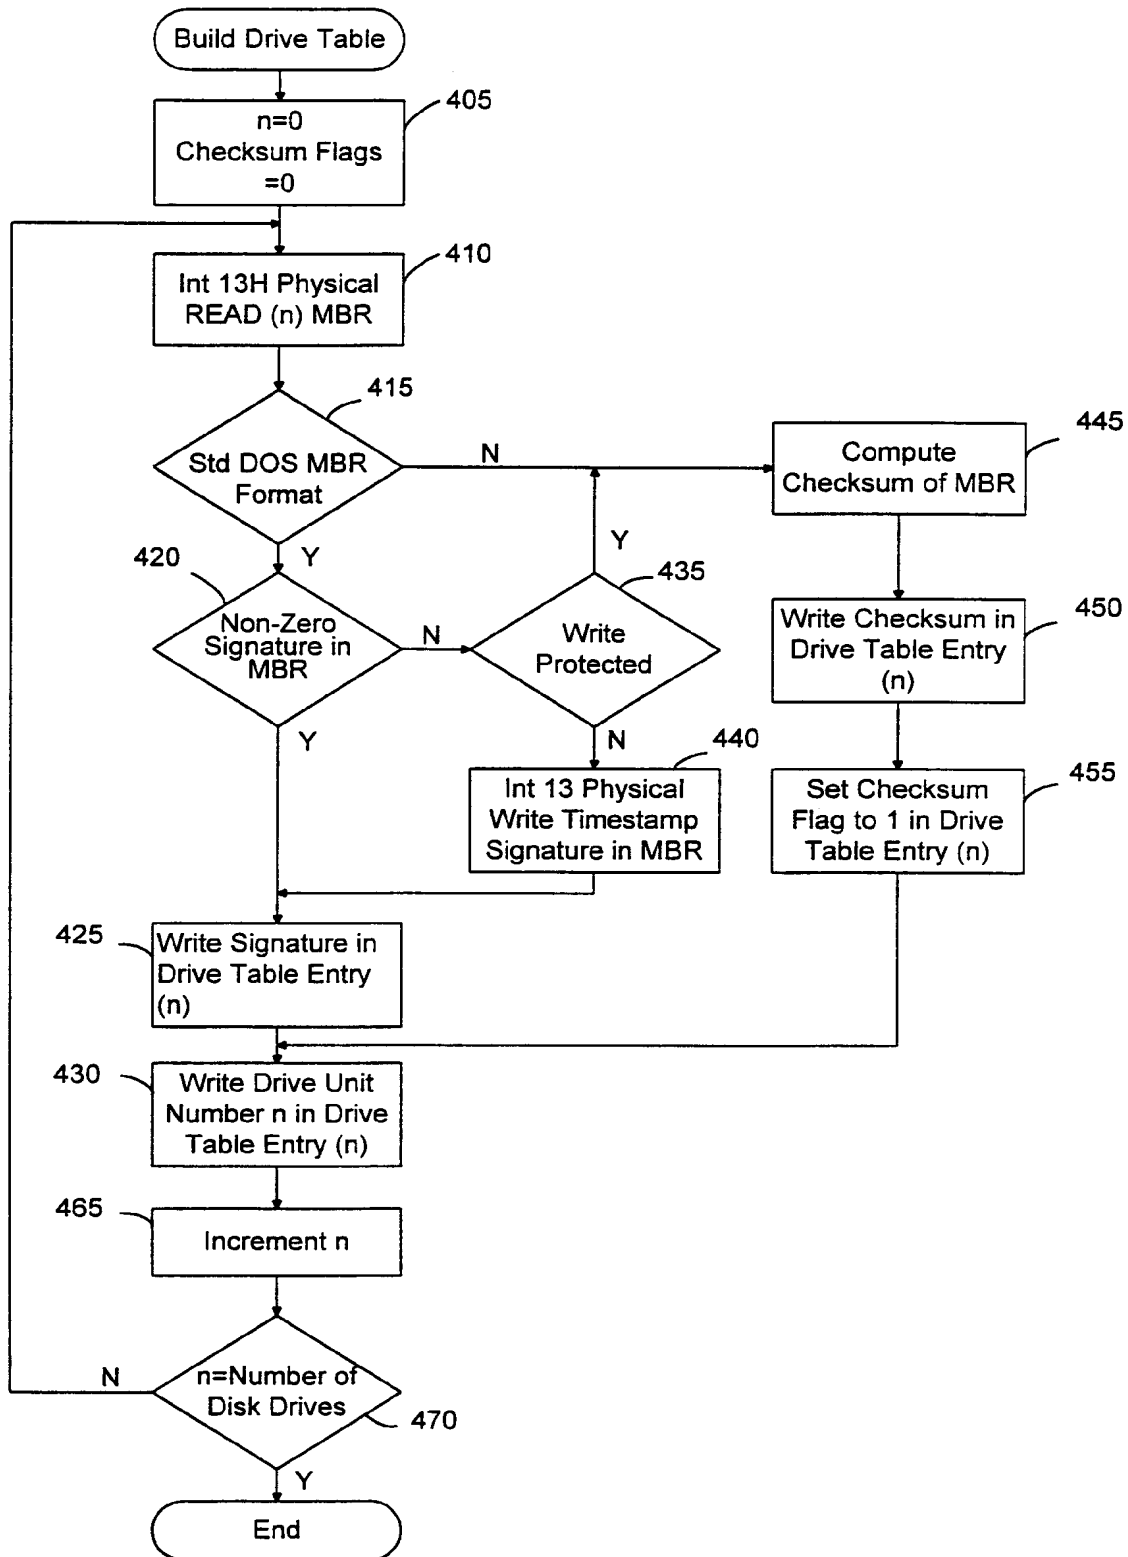 Build Drive Table
405
n=0
Checksum Flags
=0
410
Int 13H Physical
READ (n) MBR
415
Std DOS MBR
Format
N
445
Compute
Checksum of MBR
Y
420
Non-Zero
Signature in
MBR
N
Y
435
Write
Protected
450
Write Checksum in
Drive Table Entry
(n)
Y
N
440
Int 13 Physical
Write Timestamp
Signature in MBR
455
Set Checksum
Flag to 1 in Drive
Table Entry (n)
425
Write Signature in
Drive Table Entry
(n)
430
Write Drive Unit
Number n in Drive
Table Entry (n)
465
Increment n
N
n=Number of
Disk Drives
470
Y
End